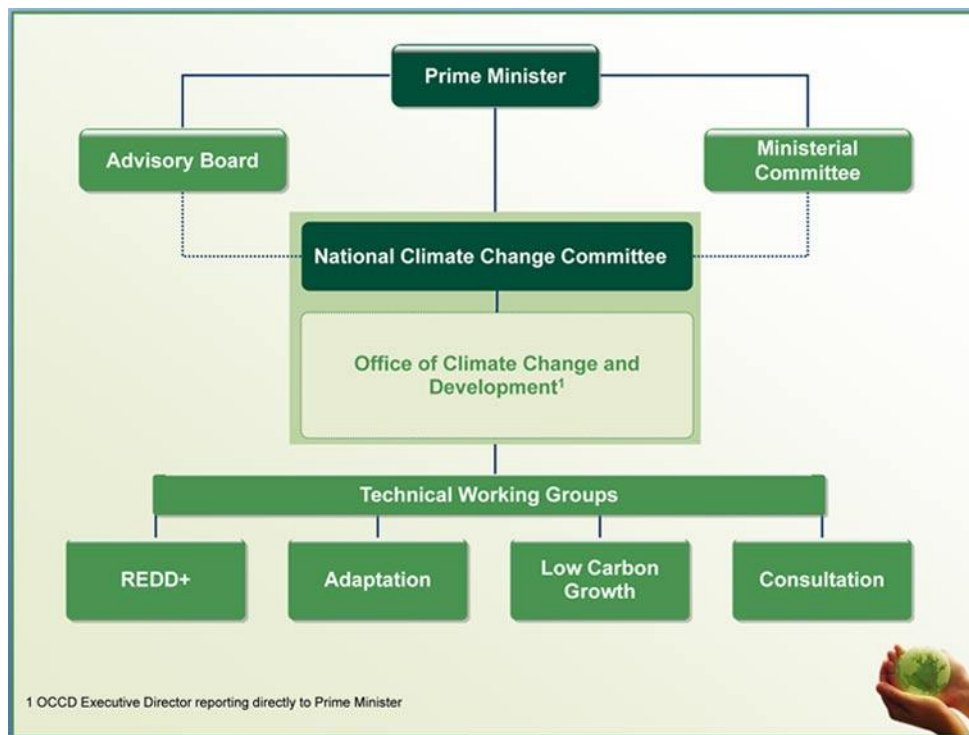 Prime Minister
Advisory Board
Ministerial
Committee
National Climate Change Committee
Office of Climate Change and
Development¹
Technical Working Groups
REDD+
Adaptation
Low Carbon
Growth
Consultation
1 OCCD Executive Director reporting directly to Prime Minister